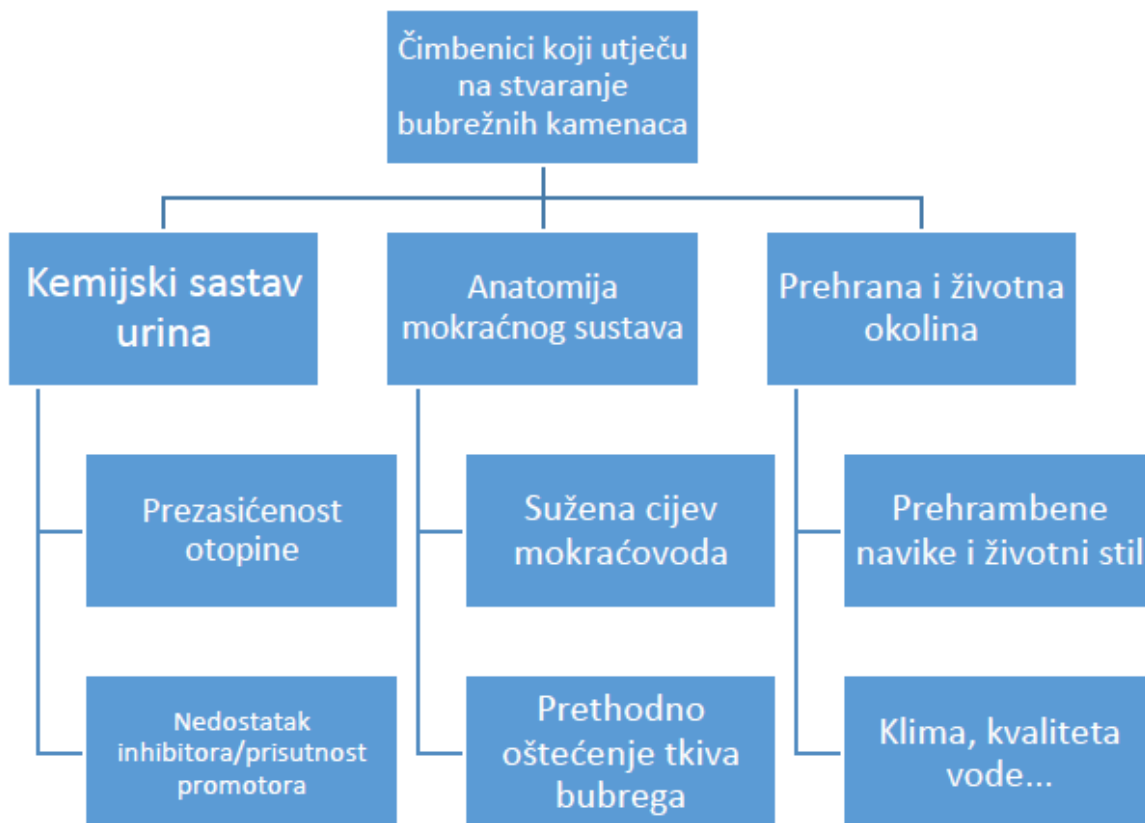 Čimbenici koji utječu
na stvaranje
bubrežnih kamenaca
Kemijski sastav
urina
Anatomija
mokraćnog sustava
Prehrana i životna
okolina
Prezasićenost
otopine
Sužena cijev
mokraćovoda
Prehrambene
navike i životni stil
Nedostatak
inhibitora/prisutnost
promotora
Prethodno
oštećenje tkiva
bubrega
Klima, kvaliteta
vode...